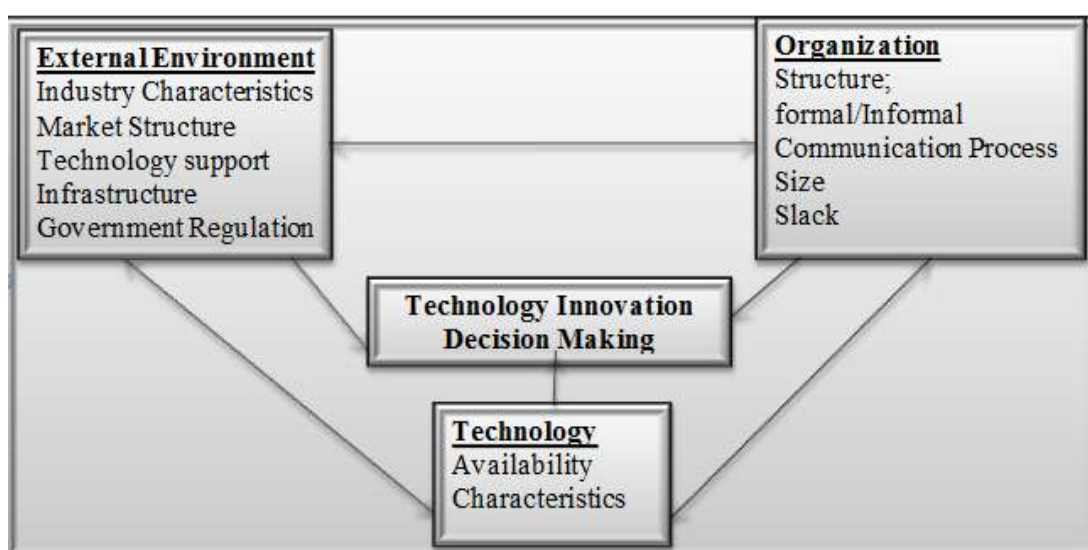 External Environment
Industry Characteristics
Market Structure
Technology support
Infrastructure
Government Regulation
Organization
Structure;
formal/Informal
Communication Process
Size
Slack
Technology Innovation
Decision Making
Technology
Availability
Characteristics